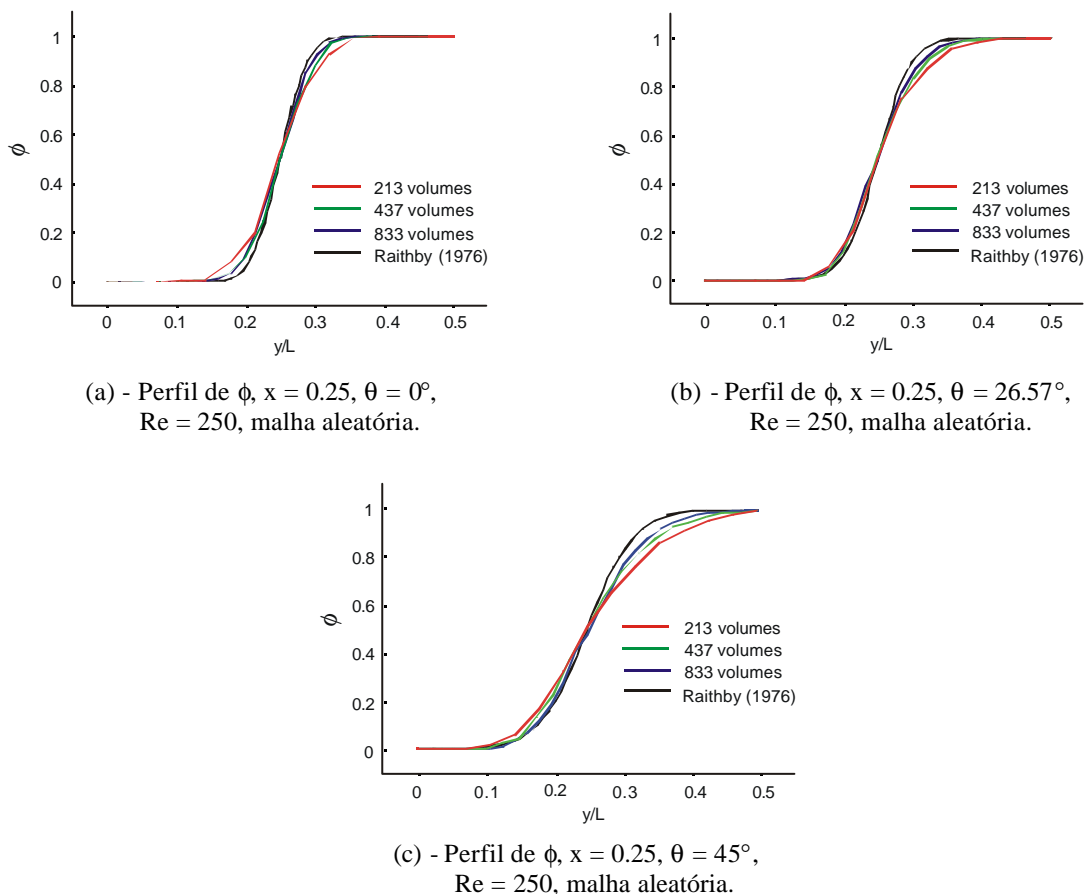 1
0.8
0.6
ϕ
0.4
0.2
0
0
0.1
0.2
0.3
0.4
0.5
y/L
213 volumes
437 volumes
833 volumes
Raithby (1976)
(a) - Perfil de ϕ, x = 0.25, θ = 0°,
Re = 250, malha aleatória.
1
0.8
0.6
ϕ
0.4
0.2
0
0
0.1
0.2
0.3
0.4
0.5
y/L
213 volumes
437 volumes
833 volumes
Raithby (1976)
(b) - Perfil de ϕ, x = 0.25, θ = 26.57°,
Re = 250, malha aleatória.
1
0.8
0.6
ϕ
0.4
0.2
0
0
0.1
0.2
0.3
0.4
0.5
y/L
213 volumes
437 volumes
833 volumes
Raithby (1976)
(c) - Perfil de ϕ, x = 0.25, θ = 45°,
Re = 250, malha aleatória.